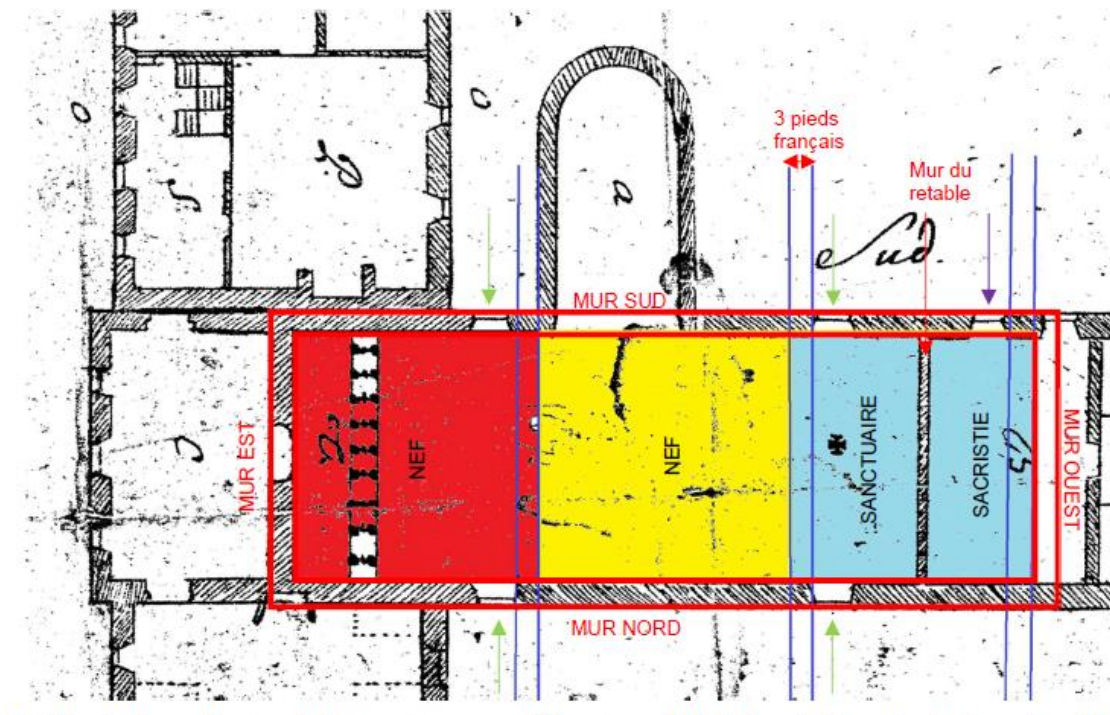 3 pieds
français
Mur du
retable
Sud.
MUR SUD
a
MUR EST
NEF
NEF
SANCTUAIRE
SACRISTIE
MUR OUEST
MUR NORD